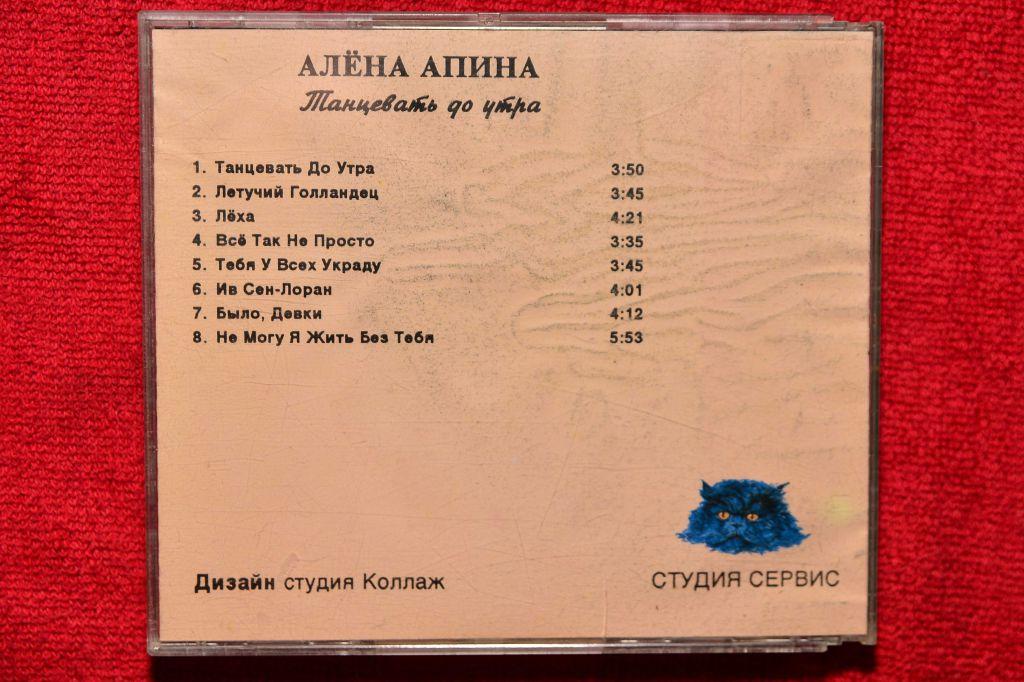 АЛЁНА АПИНА
Танцевать до утра
1. Танцевать До Утра 3:50
2. Летучий Голландец 3:45
3. Лёха 4:21
4. Всё Так Не Просто 3:35
5. Тебя У Всех Украду 3:45
6. Ив Сен-Лоран 4:01
7. Было, Девки 4:12
8. Не Могу Я Жить Без Тебя 5:53
Дизайн студия Коллаж
СТУДИЯ СЕРВИС